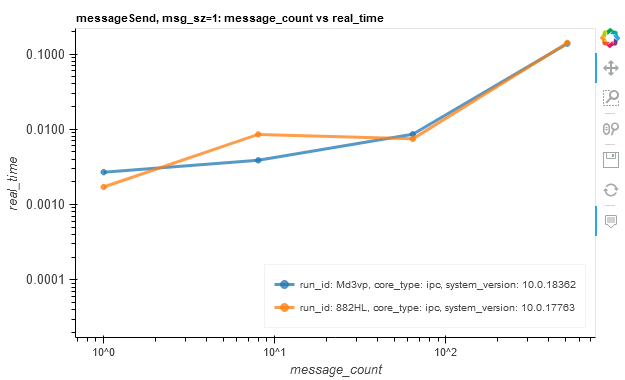 messageSend, msg_sz=1: message_count vs real_time
0.1000
0.0100
0.0010
0.0001
real_time
run_id: Md3vp, core_type: ipc, system_version: 10.0.18362
run_id: 882HL, core_type: ipc, system_version: 10.0.17763
10^0 10^1 10^2
message_count